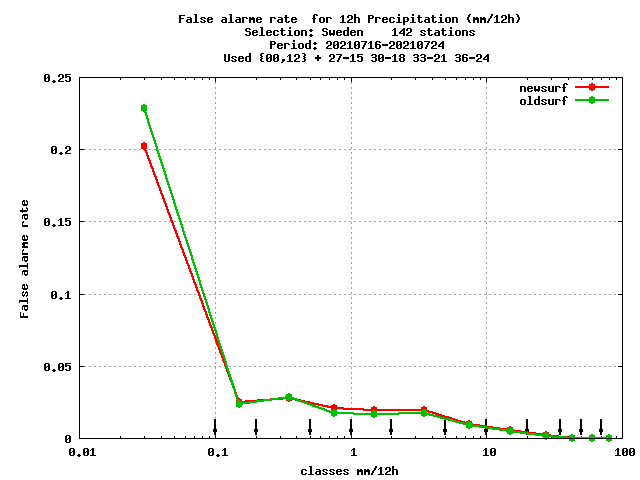 False alarme rate  for 12h Precipitation (mm/12h)
Selection: Sweden    142 stations
Period: 20210716-20210724
Used {00,12} + 27-15 30-18 33-21 36-24
newsurf
oldsurf
0.25
0.2
0.15
0.1
0.05
0
False alarme rate
0.01 0.1 1 10 100
classes mm/12h